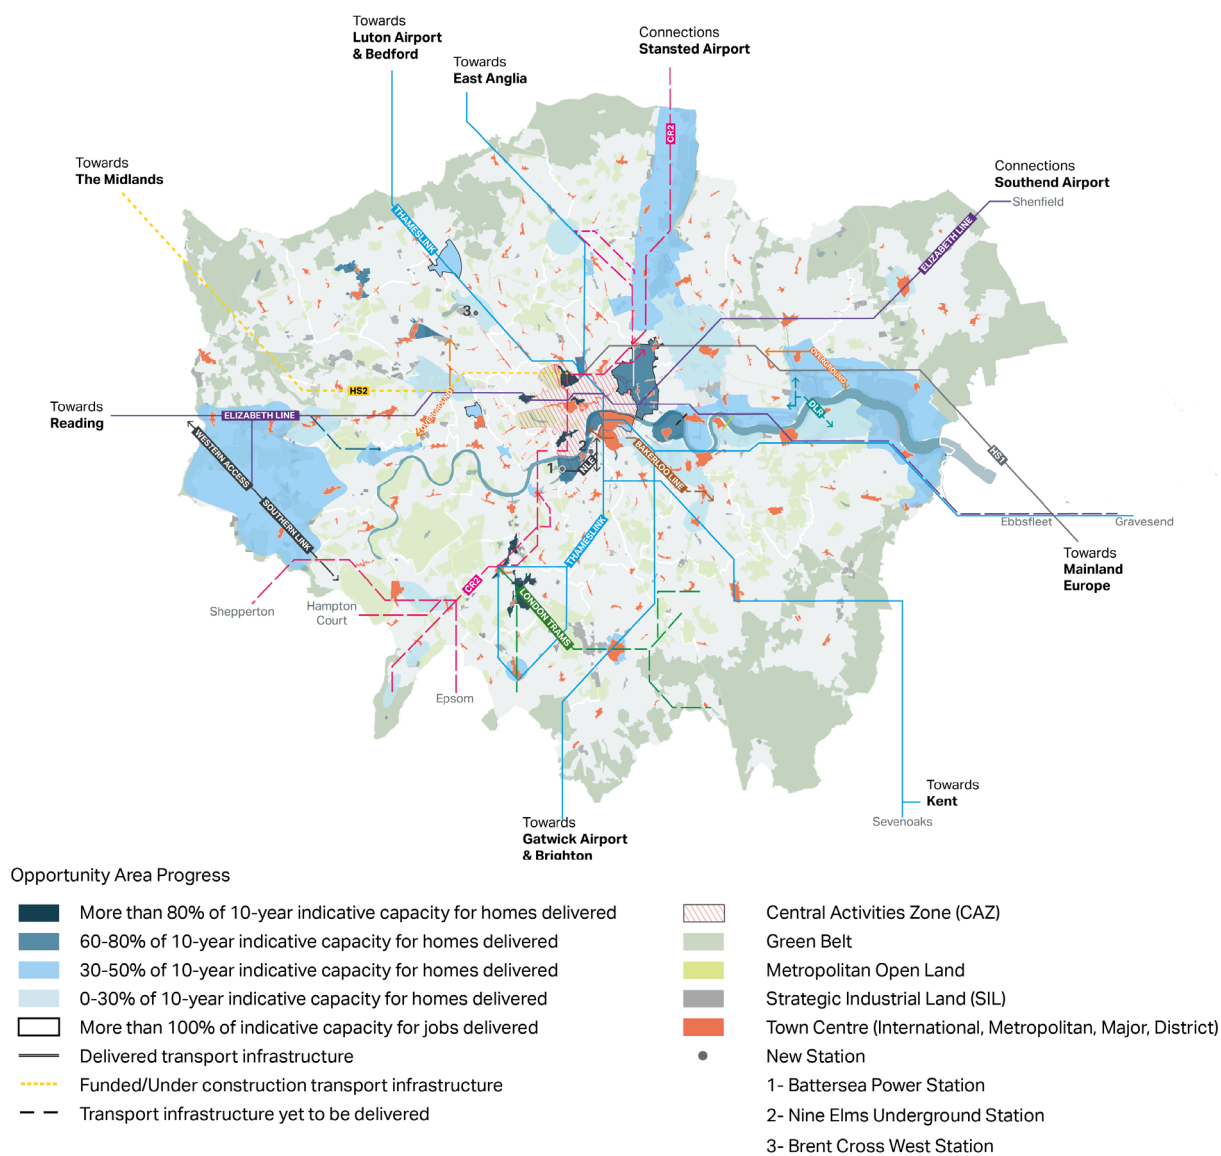 Towards
Luton Airport
& Bedford
Connections
Stansted Airport
Towards
East Anglia
CR2
Towards
The Midlands
Connections
Southend Airport
Shenfield
THAMESLINK
ELIZABETH LINE
3
OVERGROUND
HS2
OVERGROUND
DLR
Towards
Reading
ELIZABETH LINE
WESTERN ACCESS
2
1
NLE
BAKERLOO LINE
HS1
SOUTHERN LINK
THAMESLINK
Ebbsfleet
Gravesend
Towards
Mainland
Europe
CR2
LONDON TRAMS
Shepperton
Hampton
Court
Epsom
Towards
Kent
Sevenoaks
Towards
Gatwick Airport
& Brighton
Opportunity Area Progress
More than 80% of 10-year indicative capacity for homes delivered
60-80% of 10-year indicative capacity for homes delivered
30-50% of 10-year indicative capacity for homes delivered
0-30% of 10-year indicative capacity for homes delivered
More than 100% of indicative capacity for jobs delivered
Delivered transport infrastructure
Funded/Under construction transport infrastructure
Transport infrastructure yet to be delivered
Central Activities Zone (CAZ)
Green Belt
Metropolitan Open Land
Strategic Industrial Land (SIL)
Town Centre (International, Metropolitan, Major, District)
New Station
1- Battersea Power Station
2- Nine Elms Underground Station
3- Brent Cross West Station